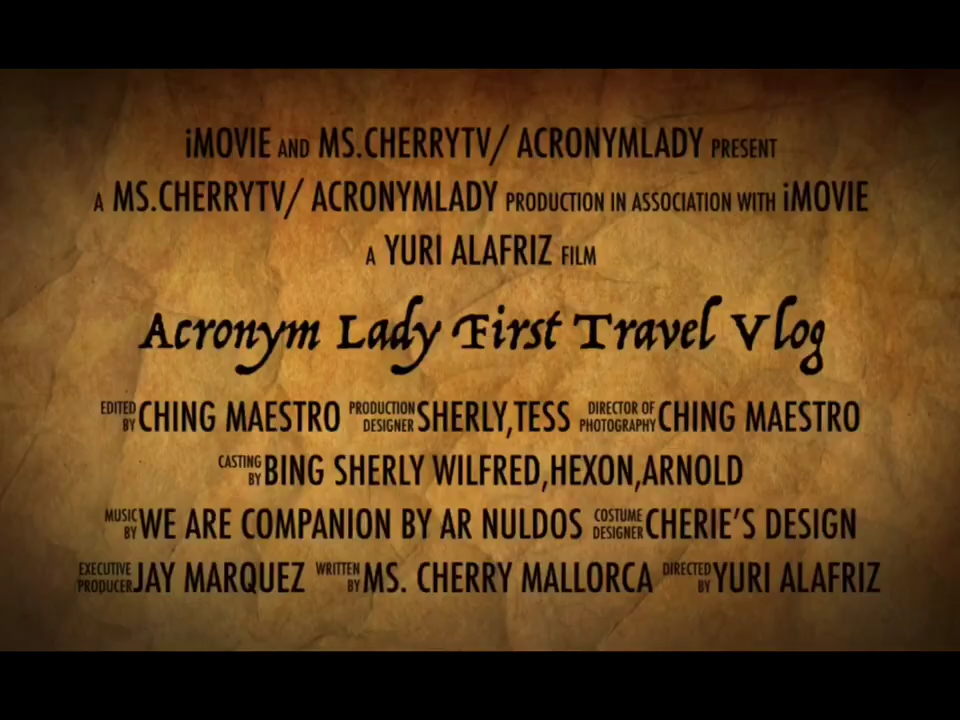 iMOVIE AND MS.CHERRYTV/ ACRONYMLADY PRESENT
A MS.CHERRYTV/ ACRONYMLADY PRODUCTION IN ASSOCIATION WITH iMOVIE
A YURI ALAFRIZ FILM
Acronym Lady First Travel Vlog
EDITED BY CHING MAESTRO PRODUCTION DESIGNER SHERLY,TESS DIRECTOR OF PHOTOGRAPHY CHING MAESTRO
CASTING BY BING SHERLY WILFRED,HEXON,ARNOLD
MUSIC BY WE ARE COMPANION BY AR NULDOS COSTUME DESIGNER CHERIE'S DESIGN
EXECUTIVE PRODUCER JAY MARQUEZ WRITTEN BY MS. CHERRY MALLORCA DIRECTED BY YURI ALAFRIZ